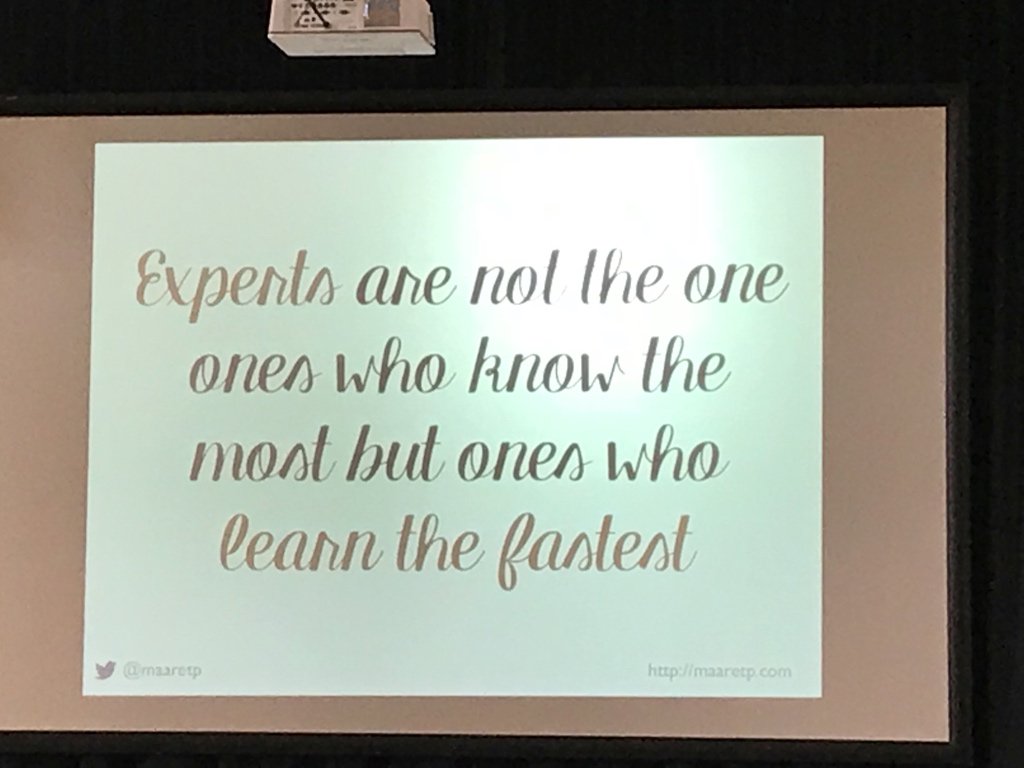 Experts are not the one
ones who know the
most but ones who
learn the fastest
@maaretp
http://maaretp.com